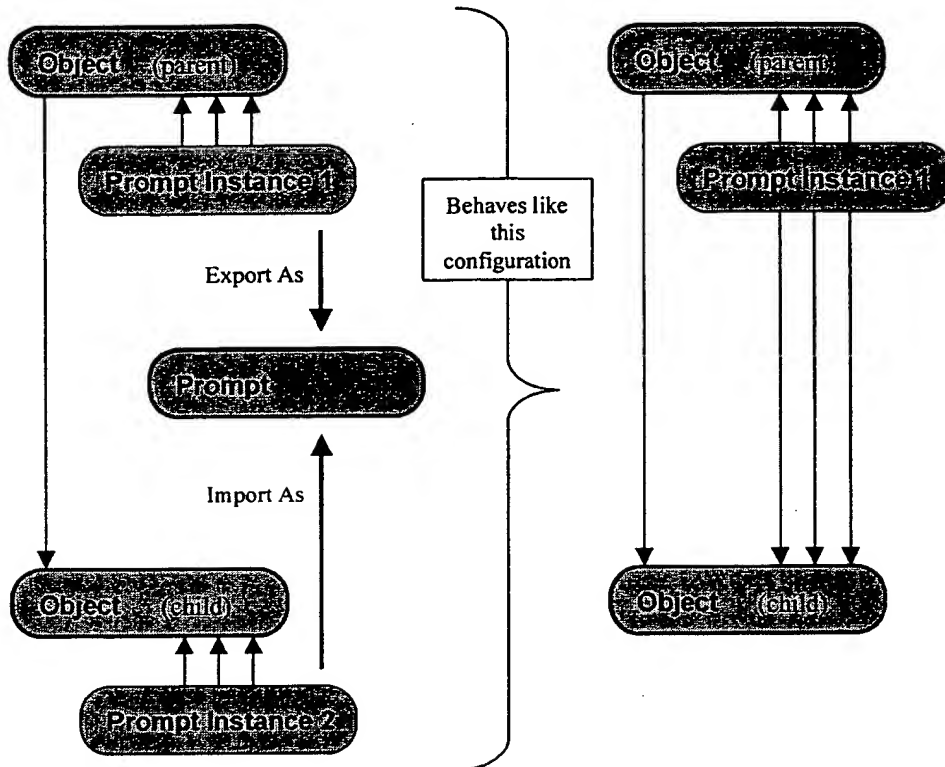 Object (parent)
Prompt Instance 1
Export As
Prompt
Import As
Object (child)
Prompt Instance 2
Behaves like
this
configuration
Object (parent)
Prompt Instance 1
Object (child)